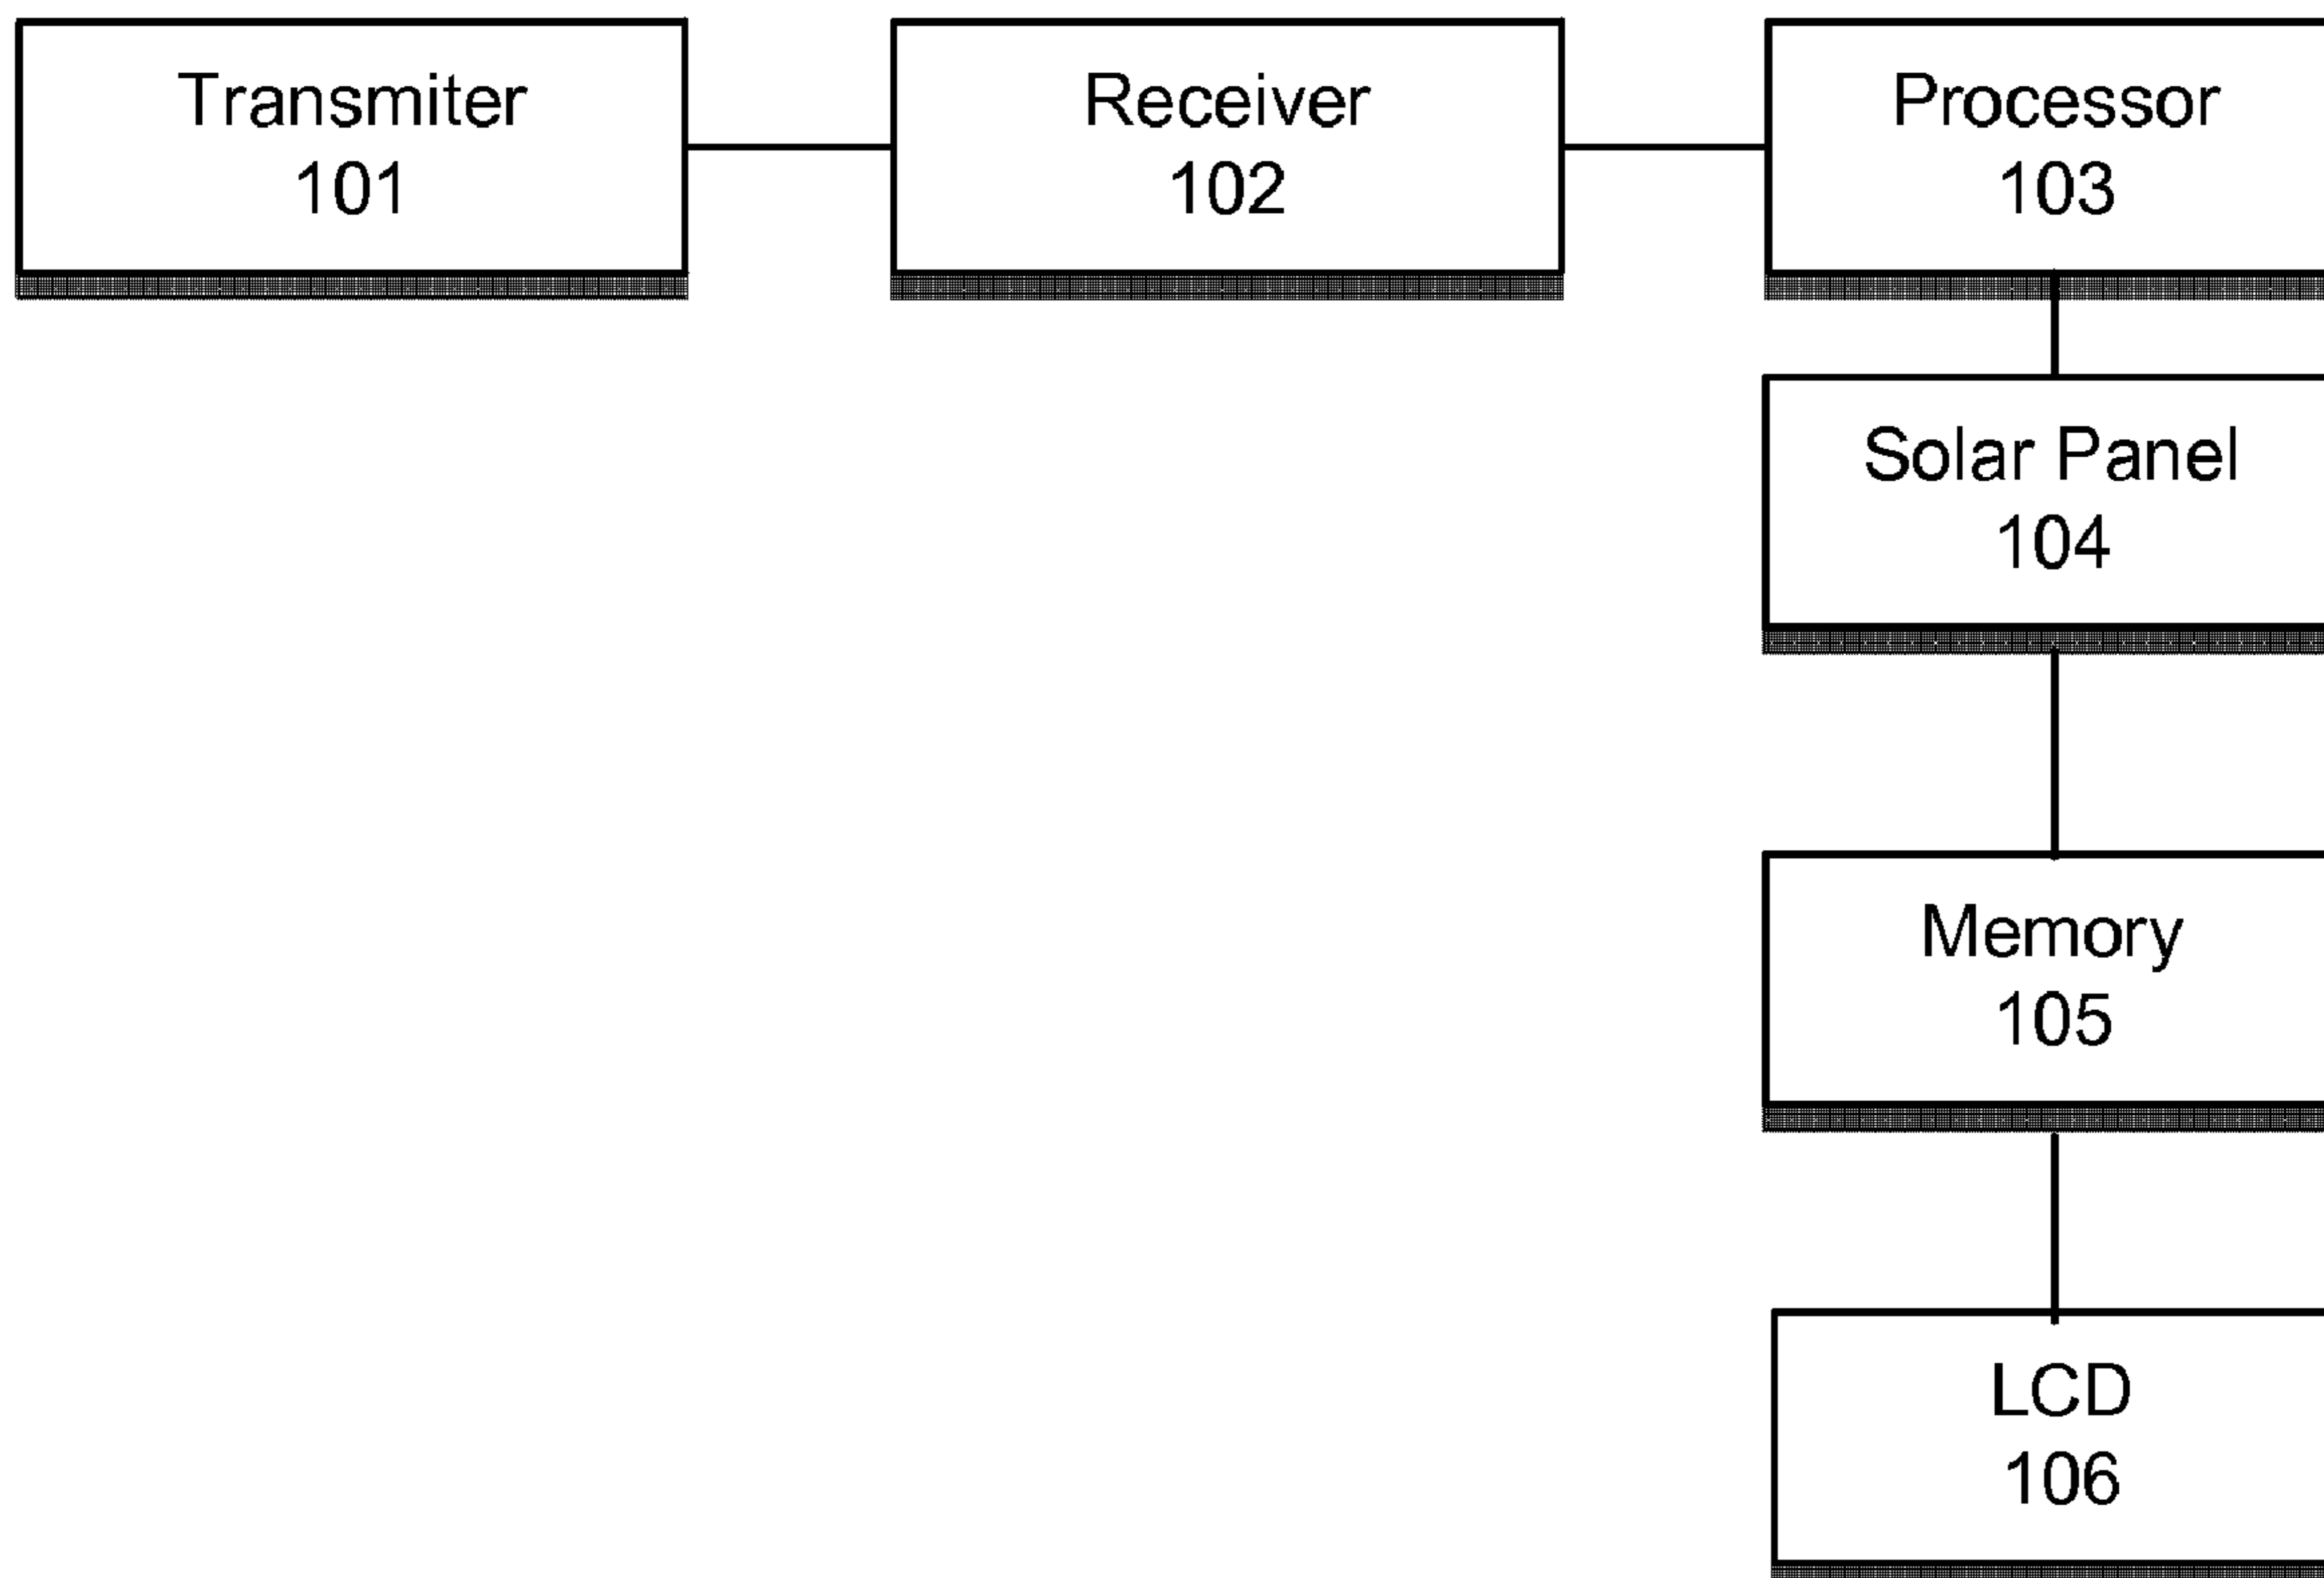 Transmiter
101
Receiver
102
Processor
103
Solar Panel
104
Memory
105
LCD
106